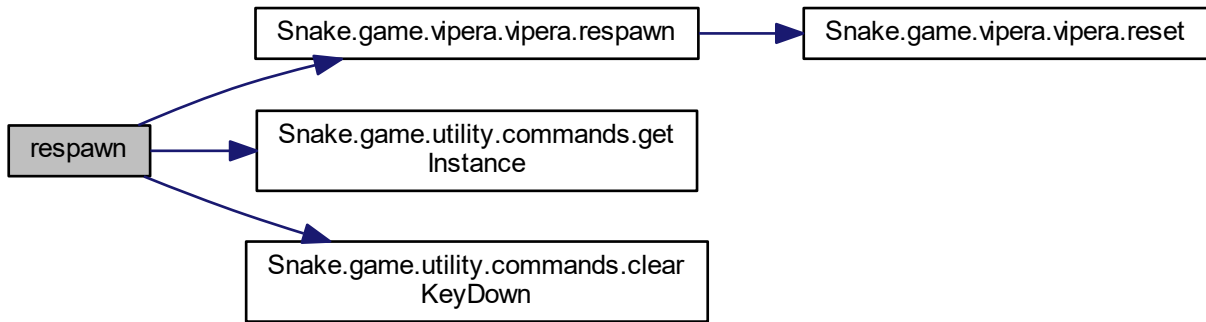 Snake.game.vipera.vipera.respawn
Snake.game.vipera.vipera.reset
respawn
Snake.game.utility.commands.get
Instance
Snake.game.utility.commands.clear
KeyDown